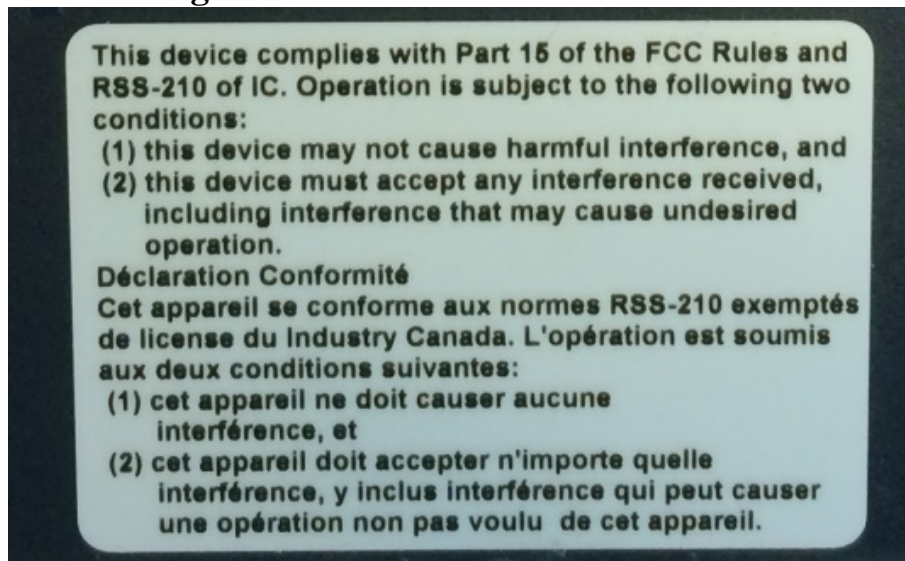 This device complies with Part 15 of the FCC Rules and
RSS-210 of IC. Operation is subject to the following two
conditions:
(1) this device may not cause harmful interference, and
(2) this device must accept any interference received,
including interference that may cause undesired
operation.
Déclaration Conformité
Cet appareil se conforme aux normes RSS-210 exemptés
de license du Industry Canada. L'opération est soumis
aux deux conditions suivantes:
(1) cet appareil ne doit causer aucune
interférence, et
(2) cet appareil doit accepter n'importe quelle
interférence, y inclus interférence qui peut causer
une opération non pas voulu de cet appareil.